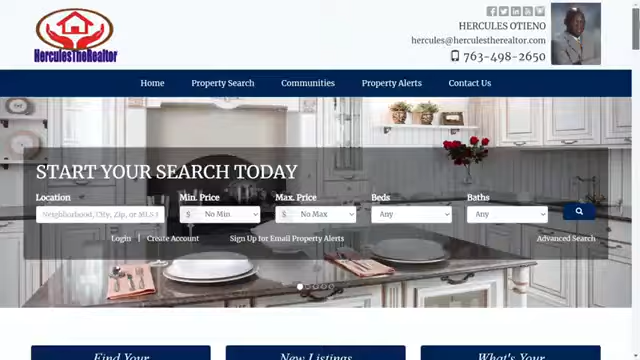 HERCULES OTIENO
hercules@herculestherealtor.com
763-498-2650
HerculesTheRealtor
Home
Property Search
Communities
Property Alerts
Contact Us
START YOUR SEARCH TODAY
Location
Min. Price
Max. Price
Beds
Baths
Neighborhood, City, Zip, or MLS®
$ No Min
$ No Max
Any
Any
Login | Create Account
Sign Up for Email Property Alerts
Advanced Search
Find Your
New Listings
What's Your